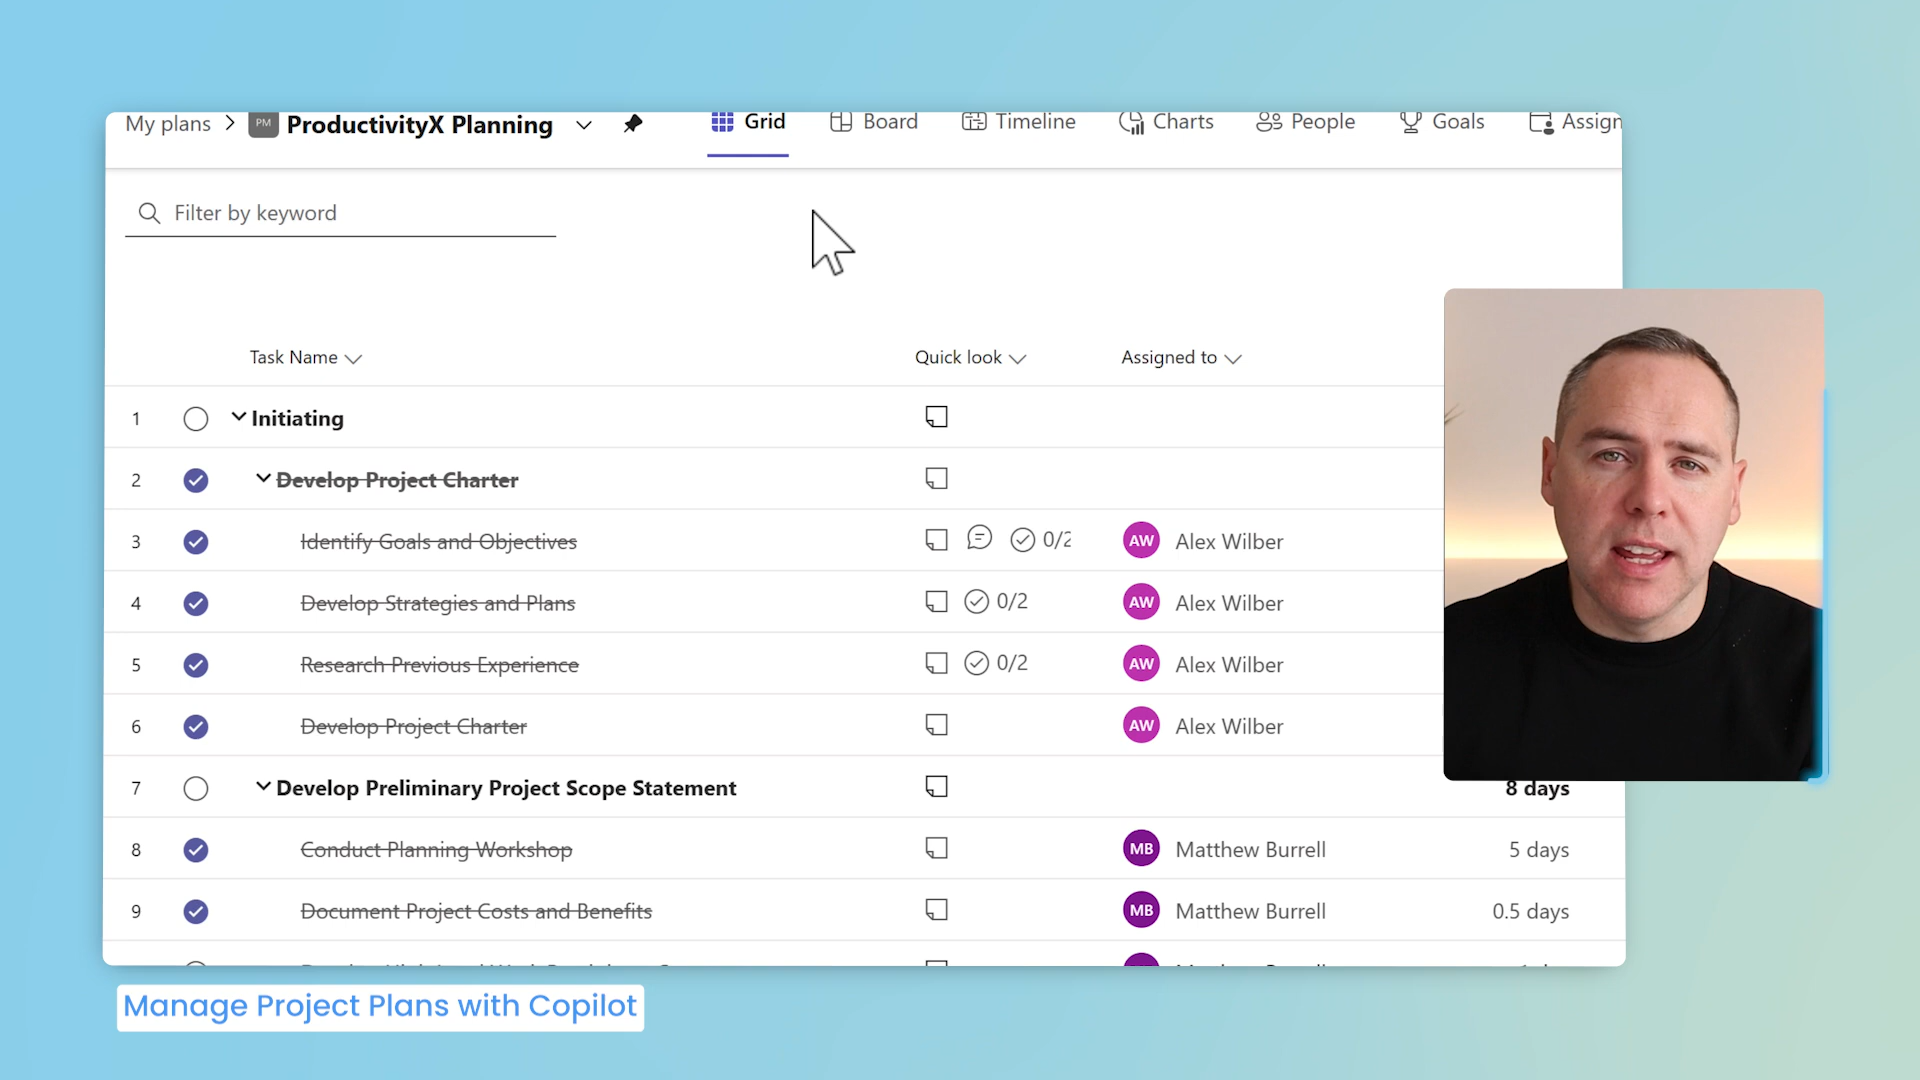 My plans > PM ProductivityX Planning Grid Board Timeline Charts People Goals Assign
Filter by keyword
Task Name Quick look Assigned to
1 Initiating
2 Develop Project Charter
3 Identify Goals and Objectives 0/2 AW Alex Wilber
4 Develop Strategies and Plans 0/2 AW Alex Wilber
5 Research Previous Experience 0/2 AW Alex Wilber
6 Develop Project Charter AW Alex Wilber
7 Develop Preliminary Project Scope Statement 8 days
8 Conduct Planning Workshop MB Matthew Burrell 5 days
9 Document Project Costs and Benefits MB Matthew Burrell 0.5 days
Manage Project Plans with Copilot